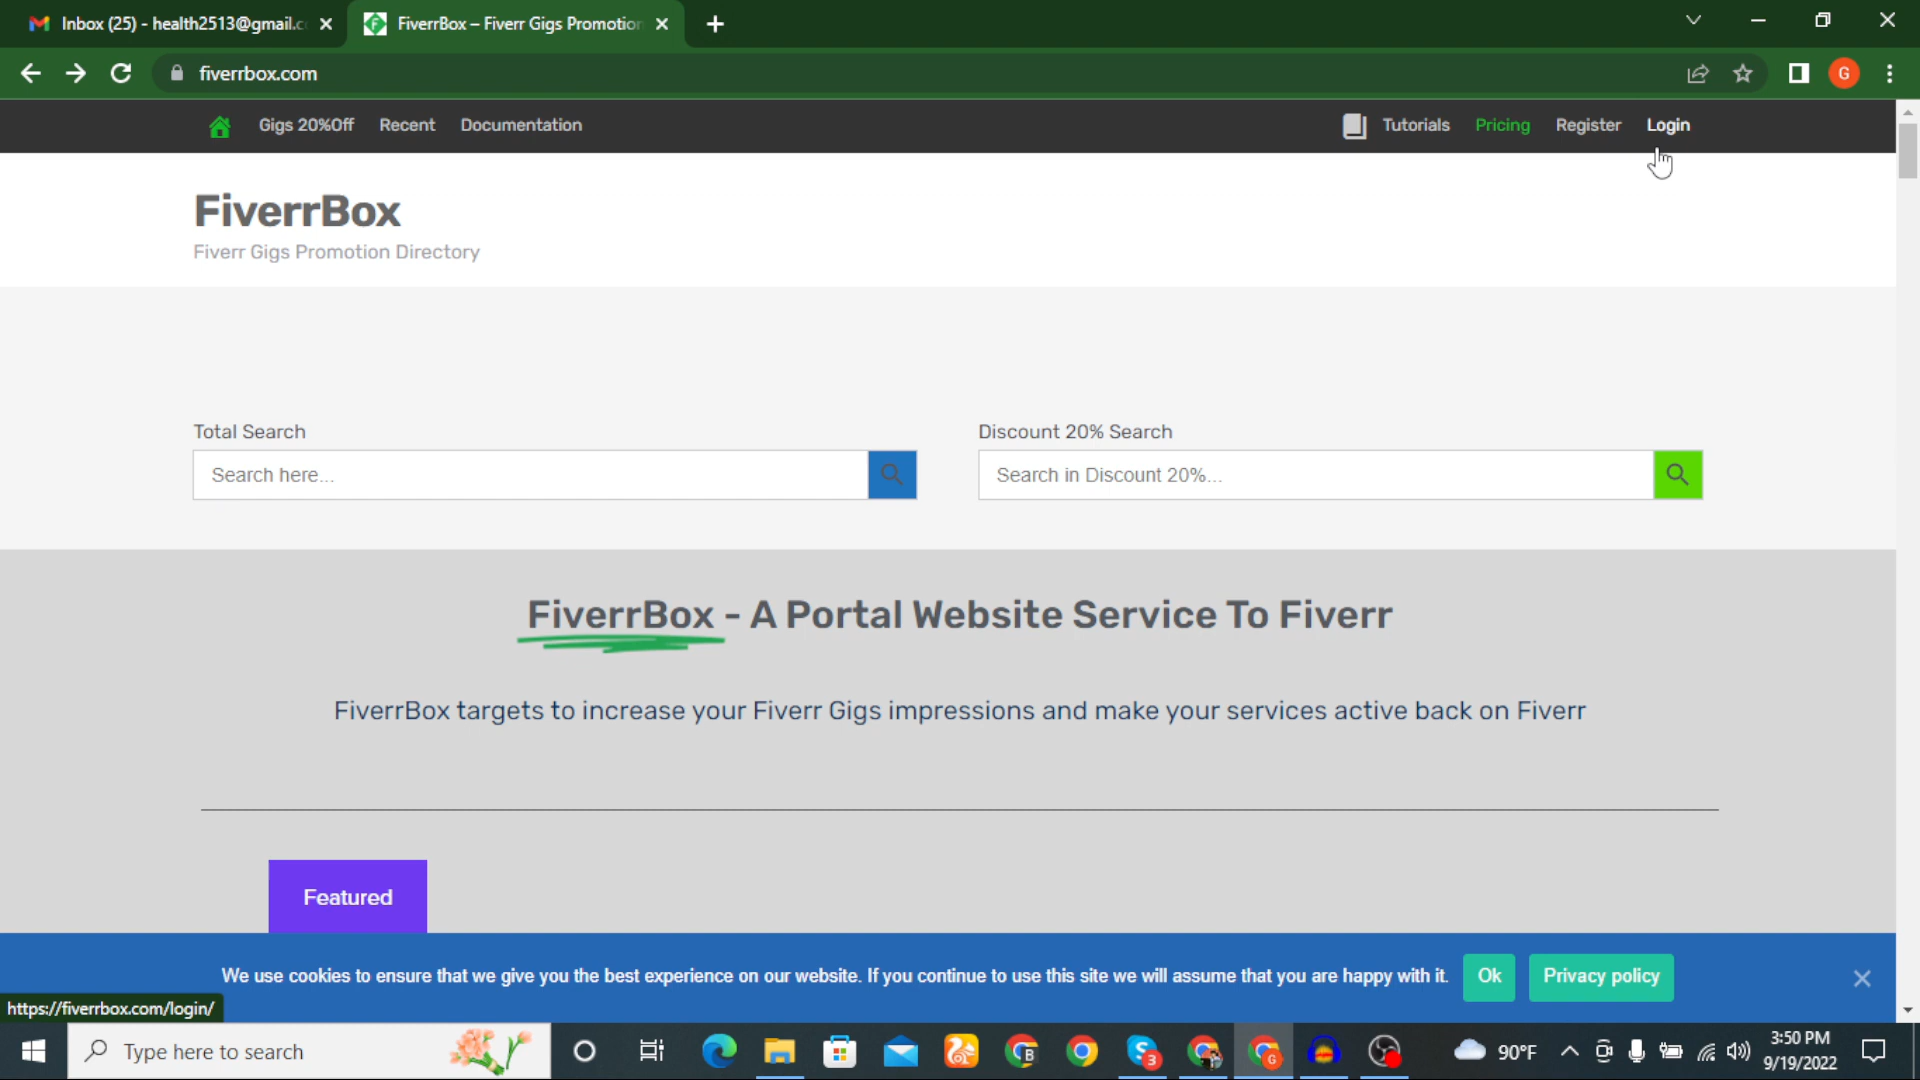 Inbox (25) - health2513@gmail.c
FiverrBox – Fiverr Gigs Promotion
fiverrbox.com
G
Gigs 20%Off Recent Documentation
Tutorials Pricing Register Login
FiverrBox
Fiverr Gigs Promotion Directory
Total Search
Discount 20% Search
Search here...
Search in Discount 20%...
FiverrBox - A Portal Website Service To Fiverr
FiverrBox targets to increase your Fiverr Gigs impressions and make your services active back on Fiverr
Featured
We use cookies to ensure that we give you the best experience on our website. If you continue to use this site we will assume that you are happy with it.
Ok
Privacy policy
https://fiverrbox.com/login/
Type here to search
B
3
G
90°F
3:50 PM
9/19/2022